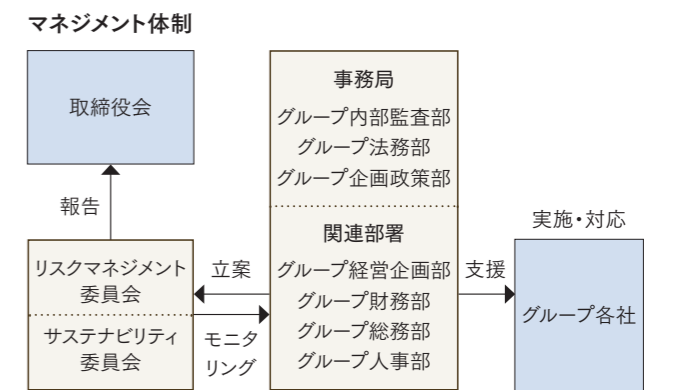 マネジメント体制
取締役会
報告
リスクマネジメント
委員会
サステナビリティ
委員会
立案
モニタ
リング
事務局
グループ内部監査部
グループ法務部
グループ企画政策部
関連部署
グループ経営企画部
グループ財務部
グループ総務部
グループ人事部
支援
実施・対応
グループ各社